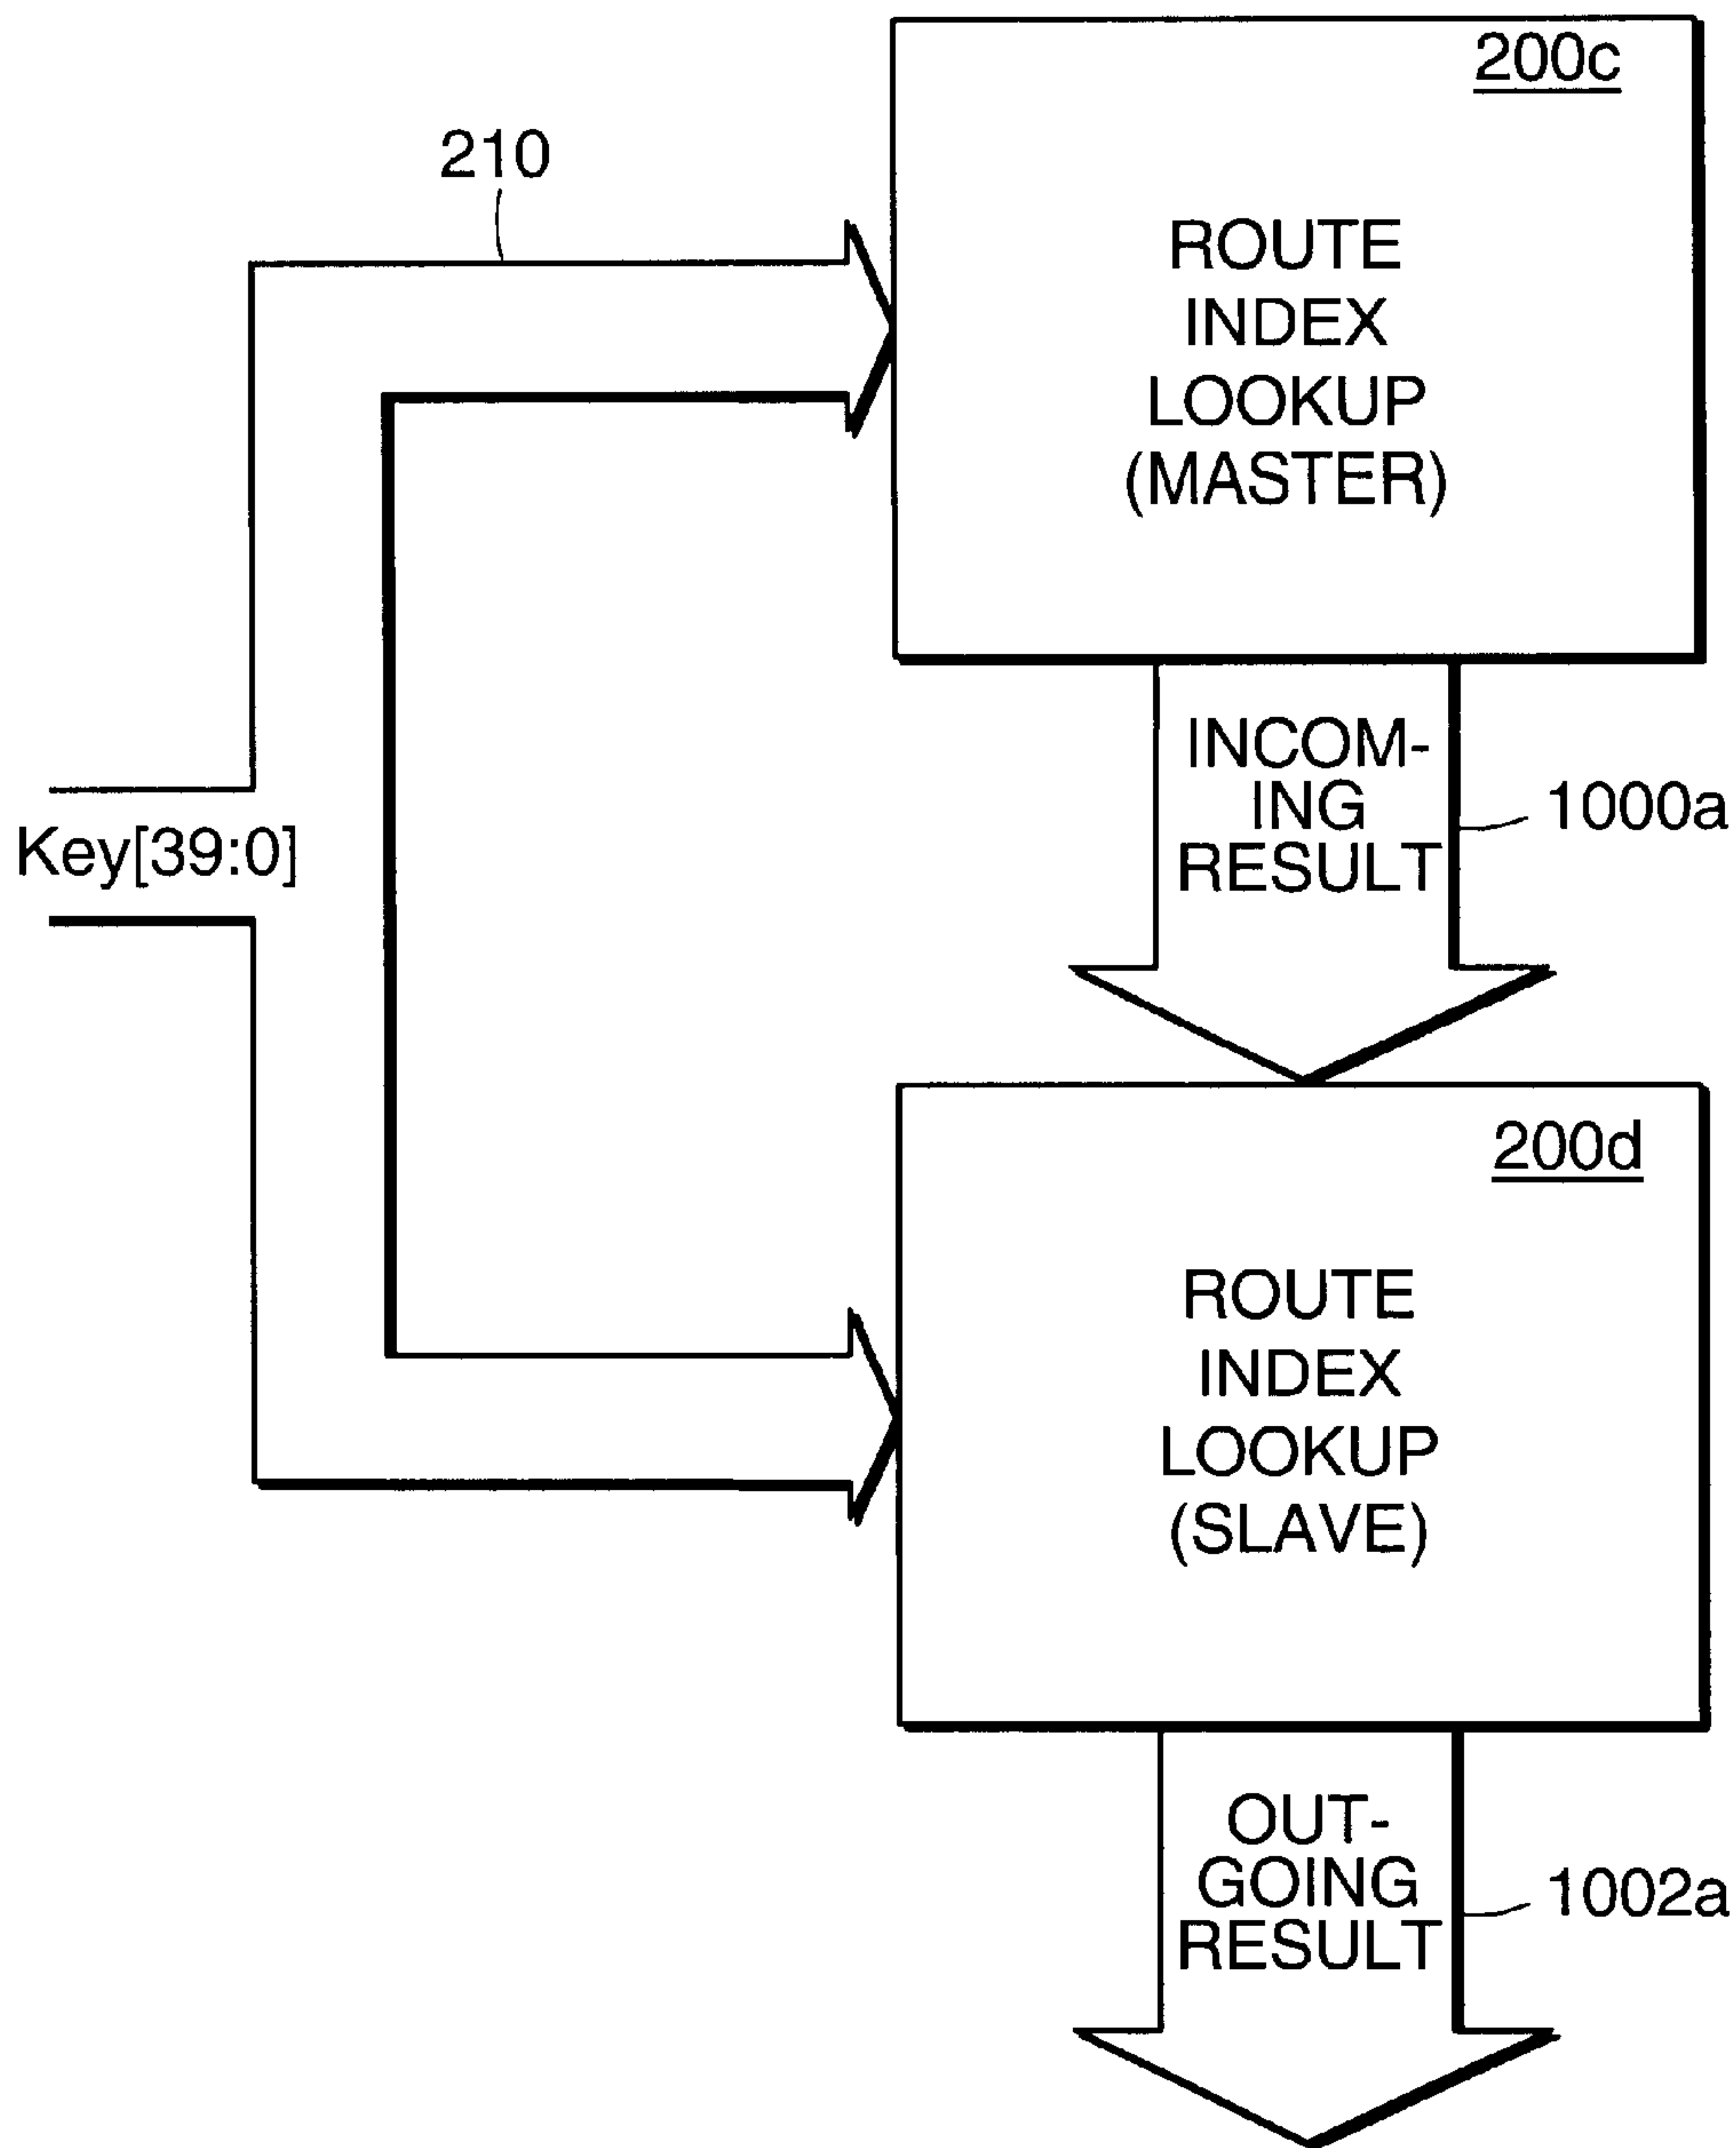 200c
210
ROUTE
INDEX
LOOKUP
(MASTER)
INCOM-
ING
RESULT
1000a
Key[39:0]
200d
ROUTE
INDEX
LOOKUP
(SLAVE)
OUT-
GOING
RESULT
1002a